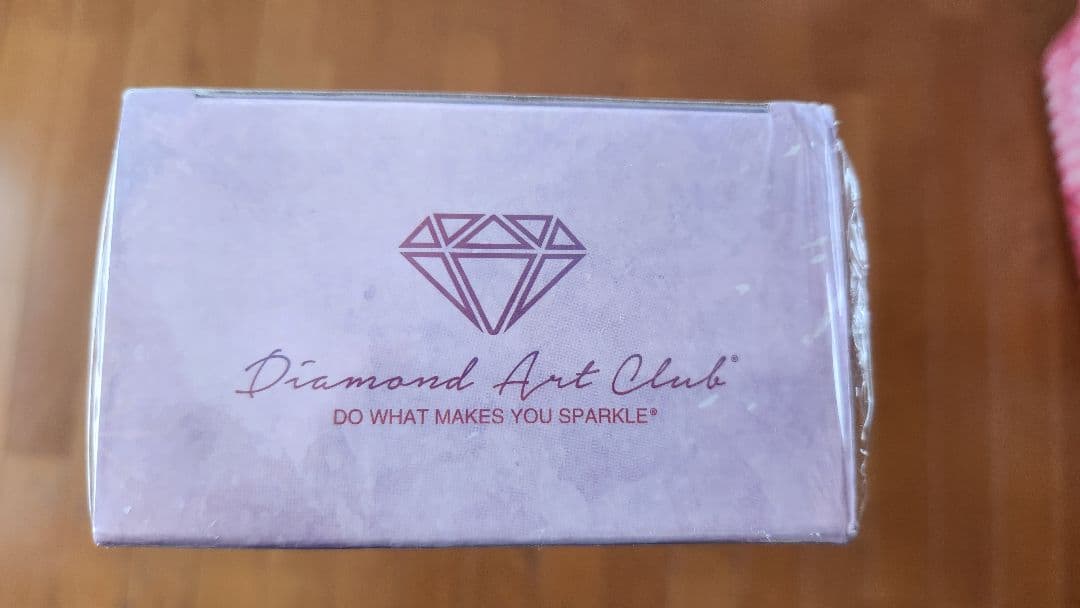 Diamond Art Club®
DO WHAT MAKES YOU SPARKLE®